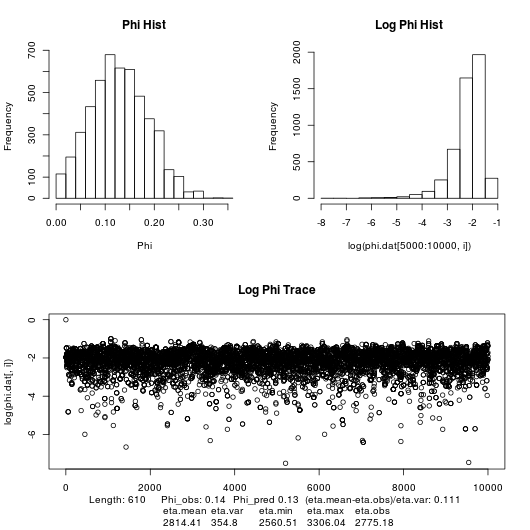 Phi Hist
Log Phi Hist
Frequency
700
500
300
100
0
0.00 0.10 0.20 0.30
Phi
Frequency
2000
1500
1000
500
0
-8 -7 -6 -5 -4 -3 -2 -1
log(phi.dat[5000:10000, i])
Log Phi Trace
log(phi.dat[, i])
0
-2
-4
-6
0 2000 4000 6000 8000 10000
Length: 610 Phi_obs: 0.14 Phi_pred 0.13 (eta.mean-eta.obs)/eta.var: 0.111
eta.mean eta.var eta.min eta.max eta.obs
2814.41 354.8 2560.51 3306.04 2775.18